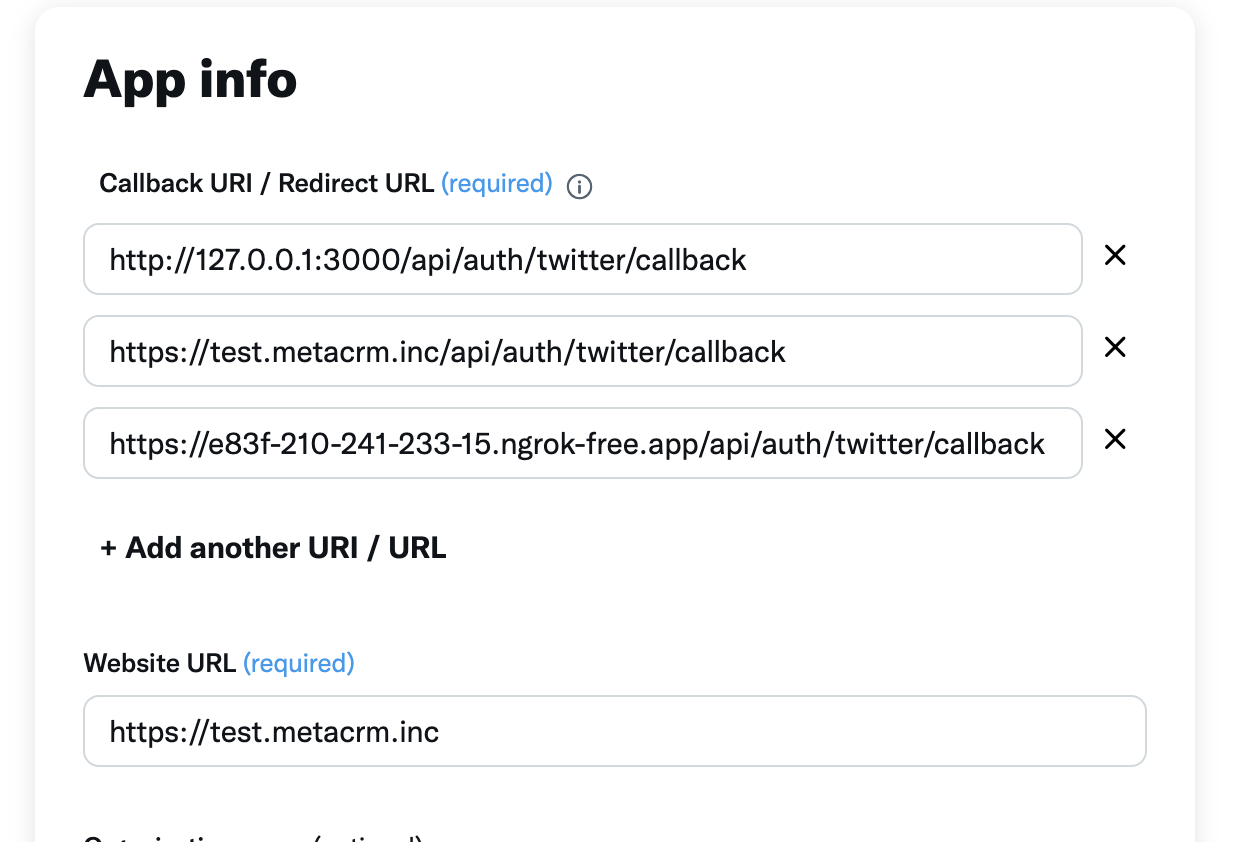 App info
Callback URI / Redirect URL (required)
http://127.0.0.1:3000/api/auth/twitter/callback
https://test.metacrm.inc/api/auth/twitter/callback
https://e83f-210-241-233-15.ngrok-free.app/api/auth/twitter/callback
+ Add another URI / URL
Website URL (required)
https://test.metacrm.inc